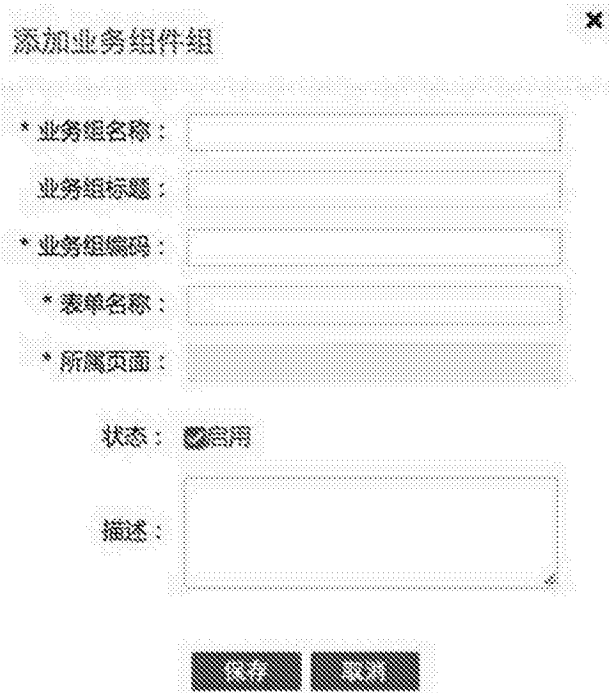 添加业务组件组
* 业务组名称：
业务组标题：
* 业务组编码：
* 表单名称：
* 所属页面：
状态： 启用
描述：
保存 取消